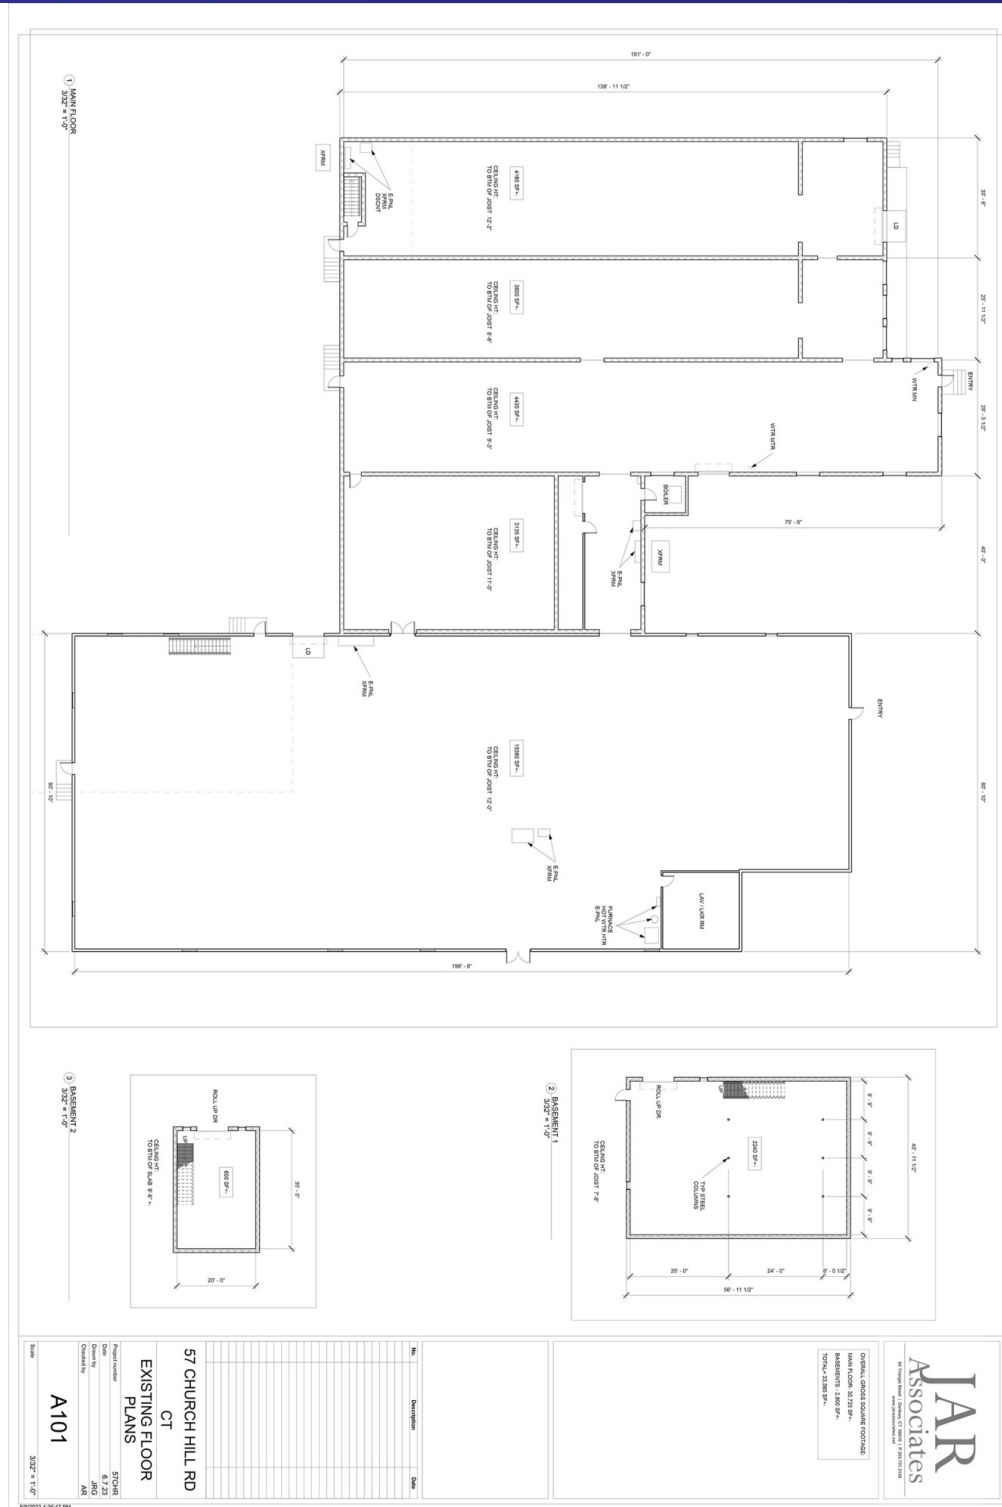 1 MAIN FLOOR
3/32" = 1'-0"
151' - 0"
138' - 11 1/2"
30' - 8"
25' - 11 1/2"
29' - 5 1/2"
40' - 0"
80' - 10"
XFRM
E-PNL
XFRM
DSCNT
4180 SF+-
CEILING HT:
TO BTM OF JOIST 12'-2"
LD
3600 SF+-
CEILING HT:
TO BTM OF JOIST
4430 SF+-
CEILING HT:
TO BTM OF JOIST 9'-3"
ENTRY
WTR MN
WTR MTR
3135 SF+-
CEILING HT:
TO BTM OF JOIST 11'-0"
BOILER
XFRM
E-PNL
XFRM
75' - 6"
LD
E-PNL
XFRM
ENTRY
15380 SF+-
CEILING HT:
TO BTM OF JOIST 12'-0"
E-PNL
XFRM
FURNACE
HOT WTR HTR
E-PNL
LAV / LKR RM
80' - 10"
196' - 8"
3 BASEMENT 2
3/32" = 1'-0"
ROLL UP DR
UP
600 SF+-
CEILING HT:
TO BTM OF SLAB 9'-6" +-
30' - 0"
20' - 0"
2 BASEMENT 1
3/32" = 1'-0"
ROLL UP DR
UP
2240 SF+-
TYP STEEL
COLUMNS
CEILING HT:
TO BTM OF JOIST 7'-8"
9' - 9"
9' - 9"
9' - 9"
9' - 9"
40' - 11 1/2"
25' - 0"
24' - 0"
6' - 0 1/2"
56' - 11 1/2"
JAR
Associates
OVERALL GROSS SQUARE FOOTAGE:
MAIN FLOOR: 30,725 SF+-
No.
Description
Date
57 CHURCH HILL RD
CT
EXISTING FLOOR
PLANS
Project number 57CHR
Date 6.7.23
Drawn by JRG
Checked by AR
A101
Scale 3/32" = 1'-0"